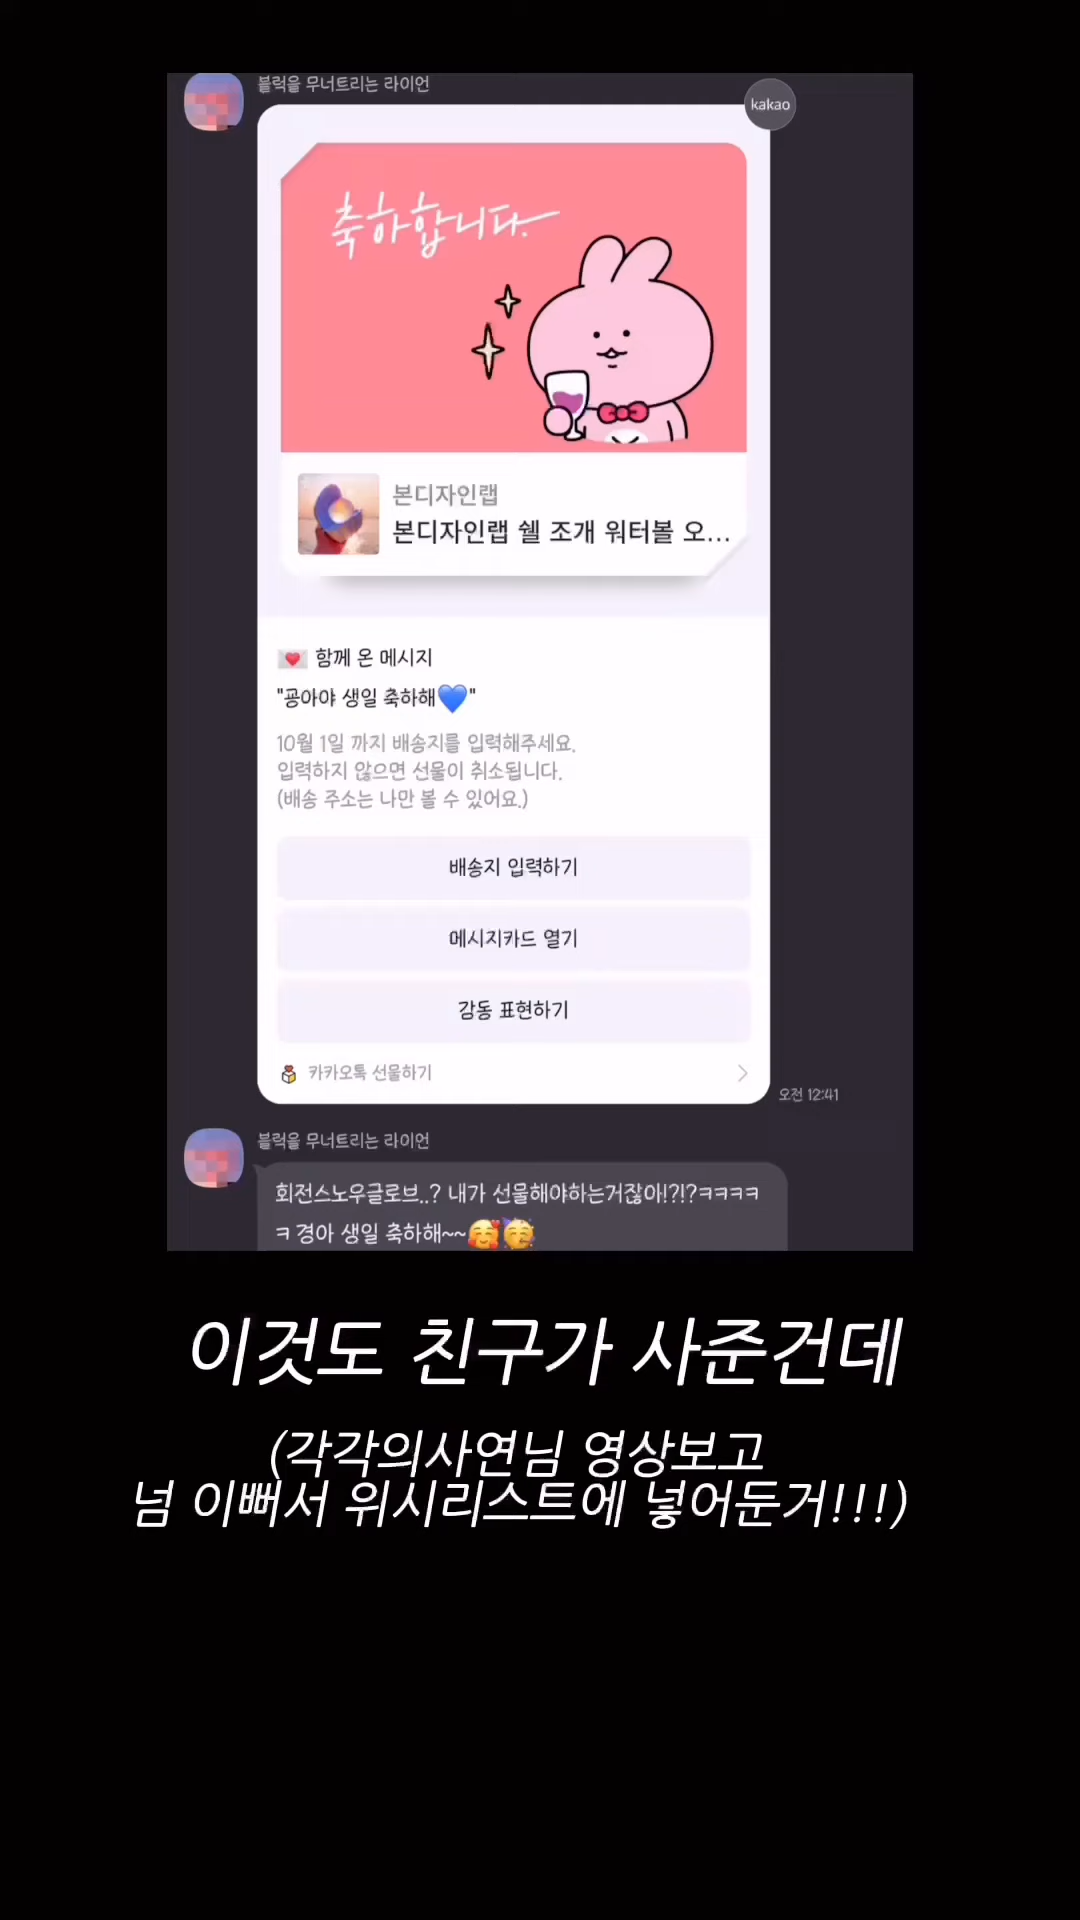 블럭을 무너트리는 라이언
kakao
축하합니다.
본디자인랩
본디자인랩 쉘 조개 워터볼 오...
함께 온 메시지
"공아야 생일 축하해💙"
10월 1일 까지 배송지를 입력해주세요.
입력하지 않으면 선물이 취소됩니다.
(배송 주소는 나만 볼 수 있어요.)
배송지 입력하기
메시지카드 열기
감동 표현하기
카카오톡 선물하기
오전 12:41
블럭을 무너트리는 라이언
회전스노우글로브..? 내가 선물해야하는거잖아!?!?ㅋㅋㅋㅋ
ㅋ경아 생일 축하해~~🥰🥳
이것도 친구가 사준건데
(각각의사연님 영상보고
넘 이뻐서 위시리스트에 넣어둔거!!!)